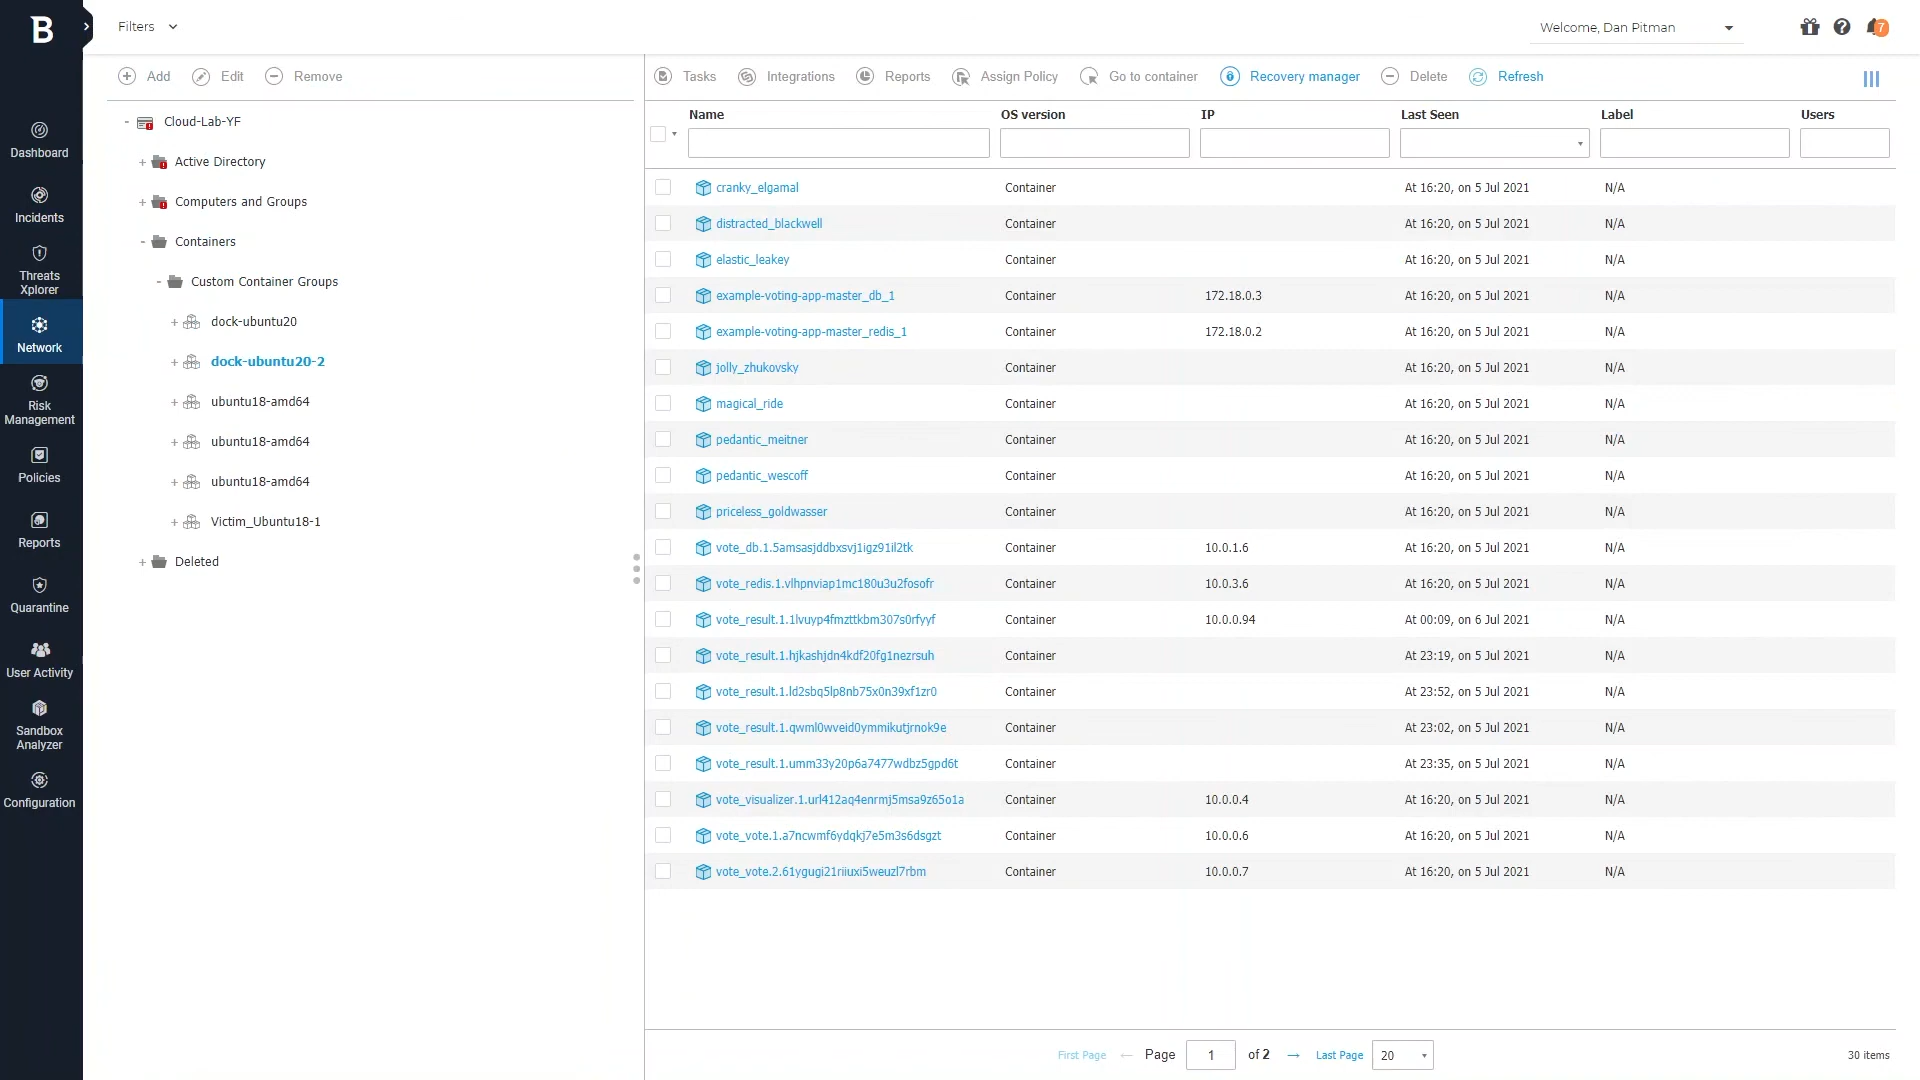 B
Filters
Welcome, Dan Pitman
7
Dashboard
Incidents
Threats
Xplorer
Network
Risk
Management
Policies
Reports
Quarantine
User Activity
Sandbox
Analyzer
Configuration
Add Edit Remove
- Cloud-Lab-YF
+ Active Directory
+ Computers and Groups
- Containers
- Custom Container Groups
+ dock-ubuntu20
+ dock-ubuntu20-2
+ ubuntu18-amd64
+ ubuntu18-amd64
+ ubuntu18-amd64
+ Victim_Ubuntu18-1
+ Deleted
Tasks Integrations Reports Assign Policy Go to container Recovery manager Delete Refresh
Name OS version IP Last Seen Label Users
cranky_elgamal Container At 16:20, on 5 Jul 2021 N/A
distracted_blackwell Container At 16:20, on 5 Jul 2021 N/A
elastic_leakey Container At 16:20, on 5 Jul 2021 N/A
example-voting-app-master_db_1 Container 172.18.0.3 At 16:20, on 5 Jul 2021 N/A
example-voting-app-master_redis_1 Container 172.18.0.2 At 16:20, on 5 Jul 2021 N/A
jolly_zhukovsky Container At 16:20, on 5 Jul 2021 N/A
magical_ride Container At 16:20, on 5 Jul 2021 N/A
pedantic_meitner Container At 16:20, on 5 Jul 2021 N/A
pedantic_wescoff Container At 16:20, on 5 Jul 2021 N/A
priceless_goldwasser Container At 16:20, on 5 Jul 2021 N/A
vote_db.1.5amsasjddbxsvj1igz91il2tk Container 10.0.1.6 At 16:20, on 5 Jul 2021 N/A
vote_redis.1.vlhpnviap1mc180u3u2fosofr Container 10.0.3.6 At 16:20, on 5 Jul 2021 N/A
vote_result.1.1lvuyp4fmzttkbm307s0rfyyf Container 10.0.0.94 At 00:09, on 6 Jul 2021 N/A
vote_result.1.hjkashjdn4kdf20fg1nezrsuh Container At 23:19, on 5 Jul 2021 N/A
vote_result.1.ld2sbq5lp8nb75x0n39xf1zr0 Container At 23:52, on 5 Jul 2021 N/A
vote_result.1.qwml0wveid0ymmikutjrnok9e Container At 23:02, on 5 Jul 2021 N/A
vote_result.1.umm33y20p6a7477wdbz5gpd6t Container At 23:35, on 5 Jul 2021 N/A
vote_visualizer.1.url412aq4enrmj5msa9z65o1a Container 10.0.0.4 At 16:20, on 5 Jul 2021 N/A
vote_vote.1.a7ncwmf6ydqkj7e5m3s6dsgzt Container 10.0.0.6 At 16:20, on 5 Jul 2021 N/A
vote_vote.2.61ygugi21riiuxi5weuzl7rbm Container 10.0.0.7 At 16:20, on 5 Jul 2021 N/A
First Page ← Page 1 of 2 → Last Page 20 30 items